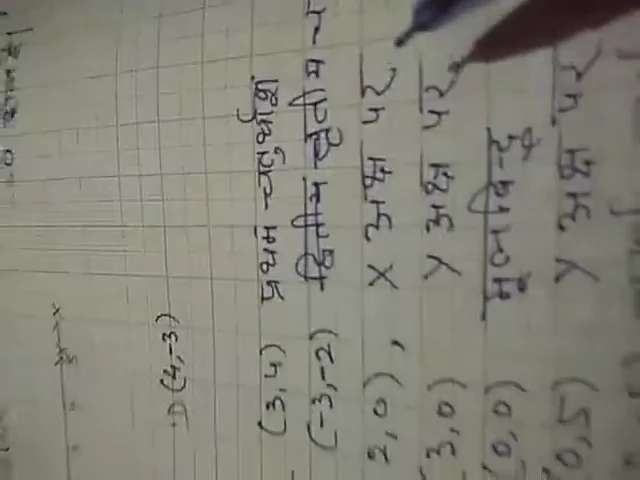 D(4,-3)
(3,4) प्रथम चतुर्थांश
(-3,-2) द्वितीय तृतीय च
2,0), X अक्ष पर
3,0) Y अक्ष पर
(0,0) मूलबिन्दु
(0,5) Y अक्ष पर